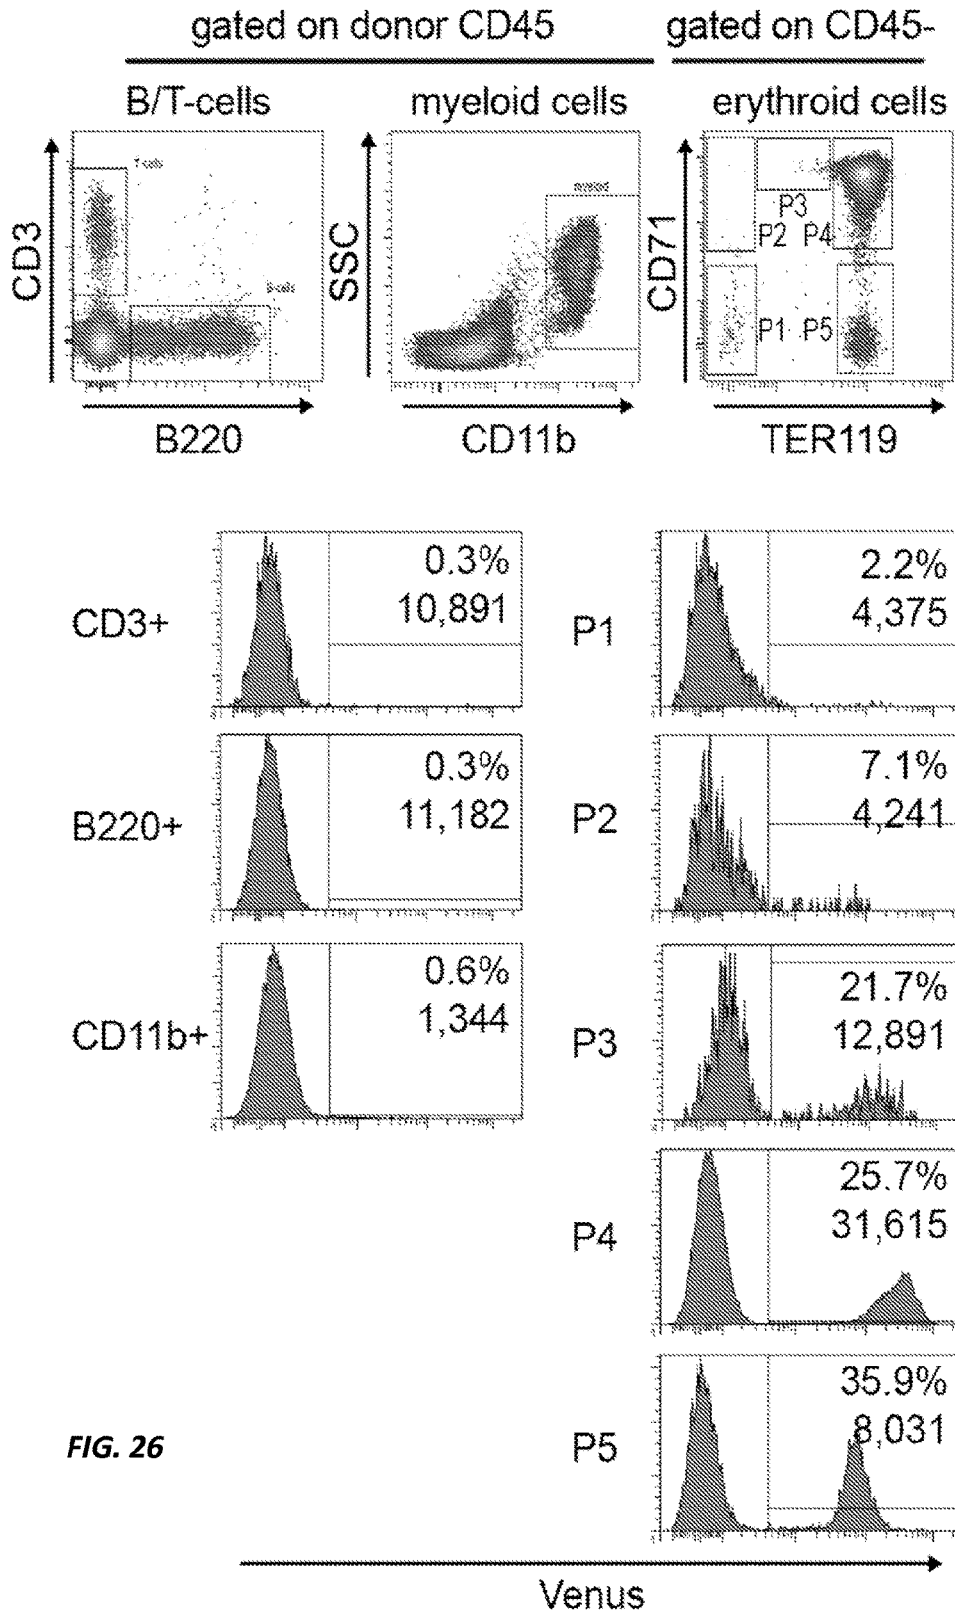 gated on donor CD45 gated on CD45-
B/T-cells myeloid cells erythroid cells
T-cells
myeloid
B-cells
CD3
SSC
CD71
P3
P2 P4
P1 P5
B220 CD11b TER119
CD3+
0.3%
10,891
P1
2.2%
4,375
B220+
0.3%
11,182
P2
7.1%
4,241
CD11b+
0.6%
1,344
P3
21.7%
12,891
P4
25.7%
31,615
P5
35.9%
8,031
FIG. 26
Venus